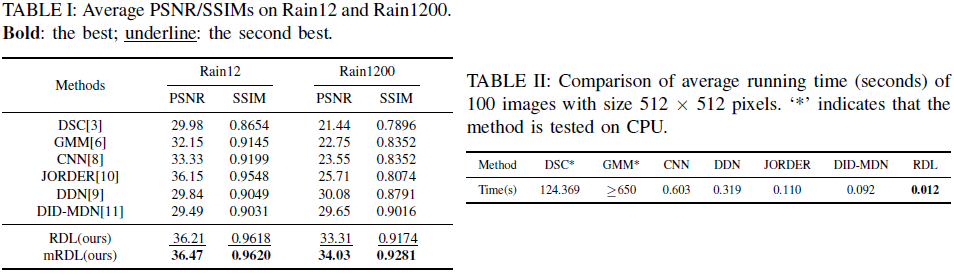 TABLE I: Average PSNR/SSIMs on Rain12 and Rain1200.
Bold: the best; underline: the second best.
Methods Rain12 Rain1200
PSNR SSIM PSNR SSIM
DSC[3] 29.98 0.8654 21.44 0.7896
GMM[6] 32.15 0.9145 22.75 0.8352
CNN[8] 33.33 0.9199 23.55 0.8352
JORDER[10] 36.15 0.9548 25.71 0.8074
DDN[9] 29.84 0.9049 30.08 0.8791
DID-MDN[11] 29.49 0.9031 29.65 0.9016
RDL(ours) 36.21 0.9618 33.31 0.9174
mRDL(ours) 36.47 0.9620 34.03 0.9281
TABLE II: Comparison of average running time (seconds) of
100 images with size 512 × 512 pixels. ‘*’ indicates that the
method is tested on CPU.
Method DSC* GMM* CNN DDN JORDER DID-MDN RDL
Time(s) 124.369 ≥650 0.603 0.319 0.110 0.092 0.012